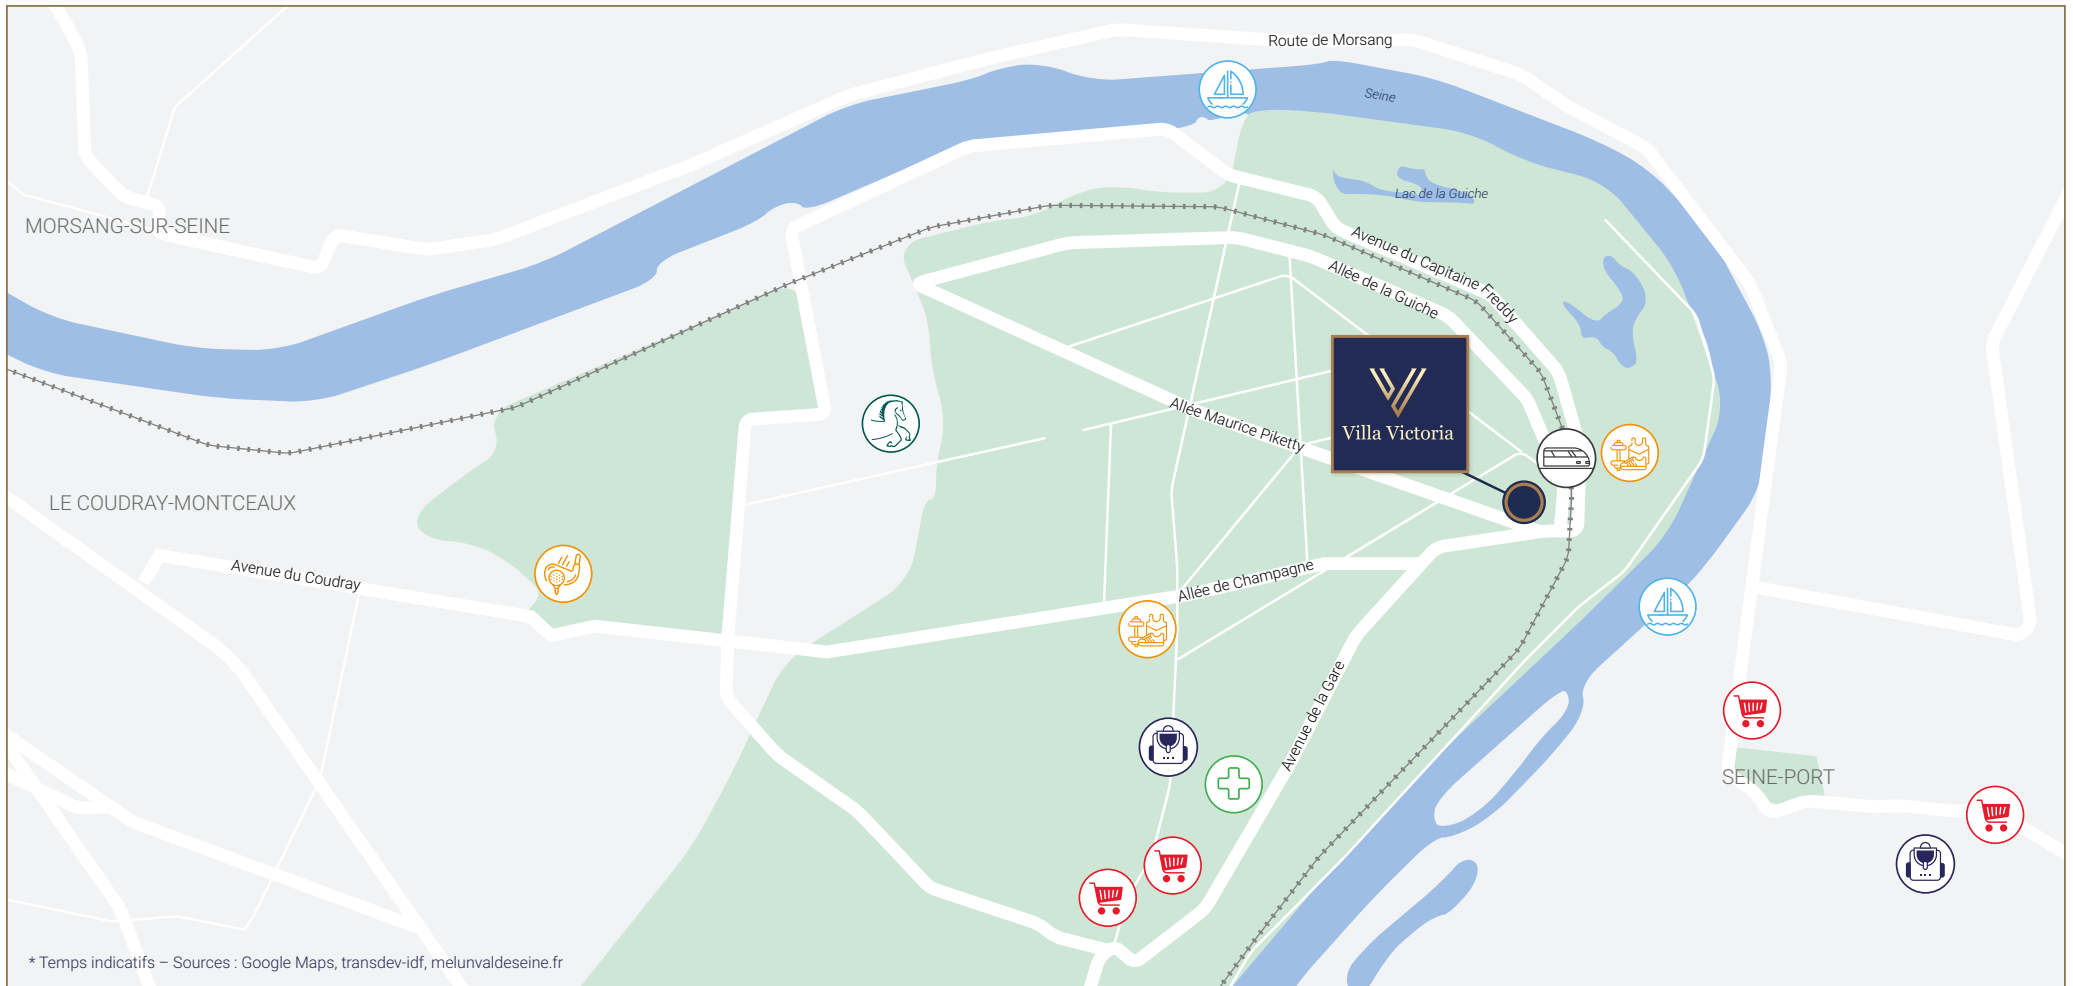 Route de Morsang
Seine
Lac de la Guiche
MORSANG-SUR-SEINE
Avenue du Capitaine Freddy
Allée de la Guiche
Villa Victoria
Allée Maurice Piketty
LE COUDRAY-MONTCEAUX
Avenue du Coudray
Allée de Champagne
Avenue de la Gare
SEINE-PORT
* Temps indicatifs – Sources : Google Maps, transdev-idf, melunvaldeseine.fr